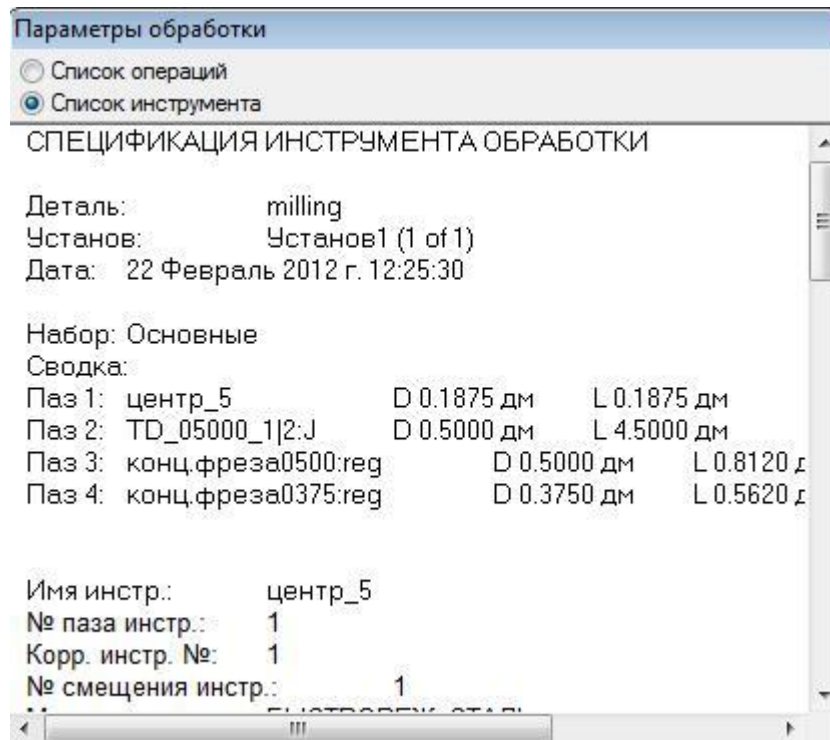 Параметры обработки
Список операций
Список инструмента
СПЕЦИФИКАЦИЯ ИНСТРУМЕНТА ОБРАБОТКИ
Деталь: milling
Установ: Установ1 (1 of 1)
Дата: 22 Февраль 2012 г. 12:25:30
Набор: Основные
Сводка:
Паз 1: центр_5 D 0.1875 дм L 0.1875 дм
Паз 2: TD_05000_1|2:J D 0.5000 дм L 4.5000 дм
Паз 3: конц.фреза0500:reg D 0.5000 дм L 0.8120
Паз 4: конц.фреза0375:reg D 0.3750 дм L 0.5620
Имя инстр.: центр_5
№ паза инстр.: 1
Корр. инстр. №: 1
№ смещения инстр.: 1